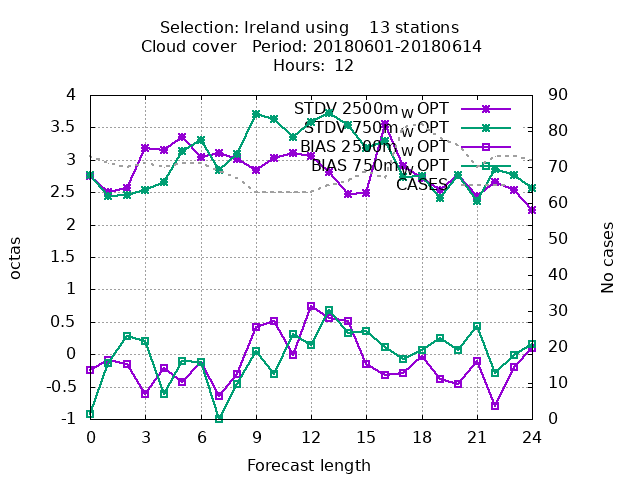 Selection: Ireland using 13 stations
Cloud cover Period: 20180601-20180614
Hours: 12
STDV 2500m_W OPT
STDV 750m_W OPT
BIAS 2500m_W OPT
BIAS 750m_W OPT
CASES
4
3.5
3
2.5
2
1.5
1
0.5
0
-0.5
-1
octas
90
80
70
60
50
40
30
20
10
0
No cases
0 3 6 9 12 15 18 21 24
Forecast length